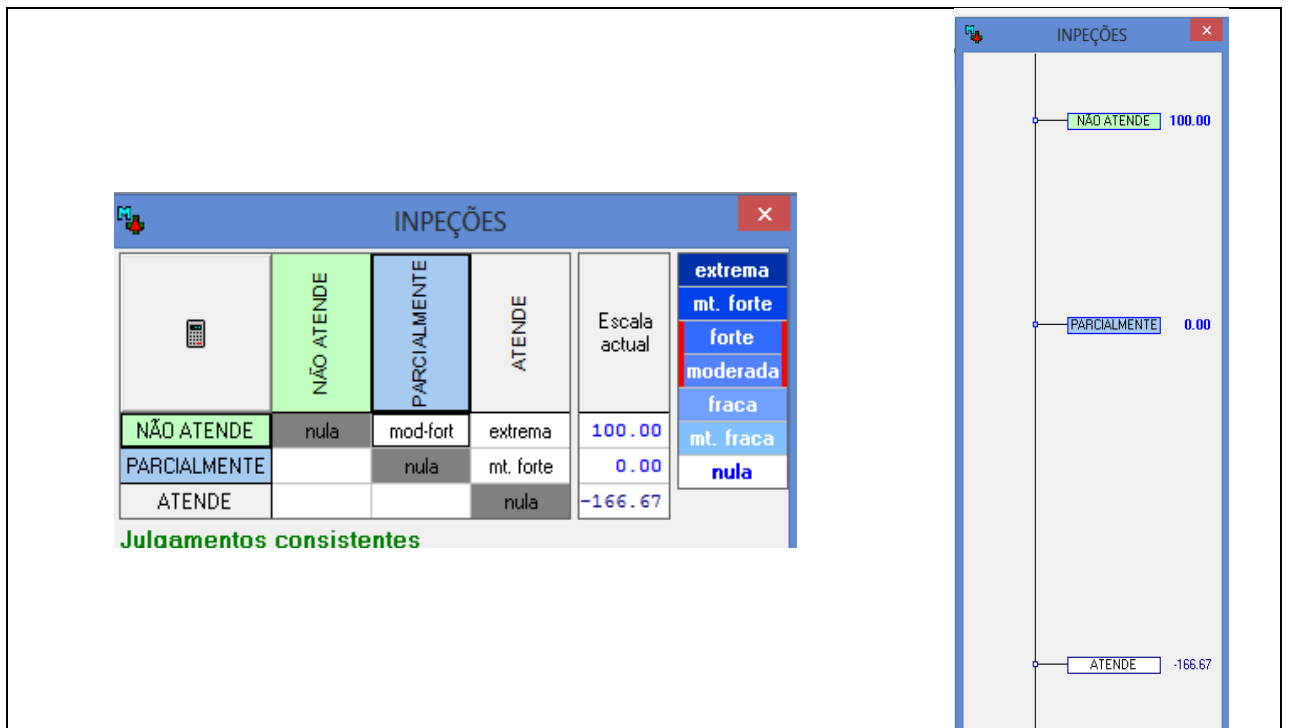 INPEÇÕES
NÃO ATENDE
PARCIALMENTE
ATENDE
Escala
actual
NÃO ATENDE nula mod-fort extrema 100.00
PARCIALMENTE nula mt. forte 0.00
ATENDE nula -166.67
Julgamentos consistentes
extrema
mt. forte
forte
moderada
fraca
mt. fraca
nula
INPEÇÕES
NÃO ATENDE 100.00
PARCIALMENTE 0.00
ATENDE -166.67